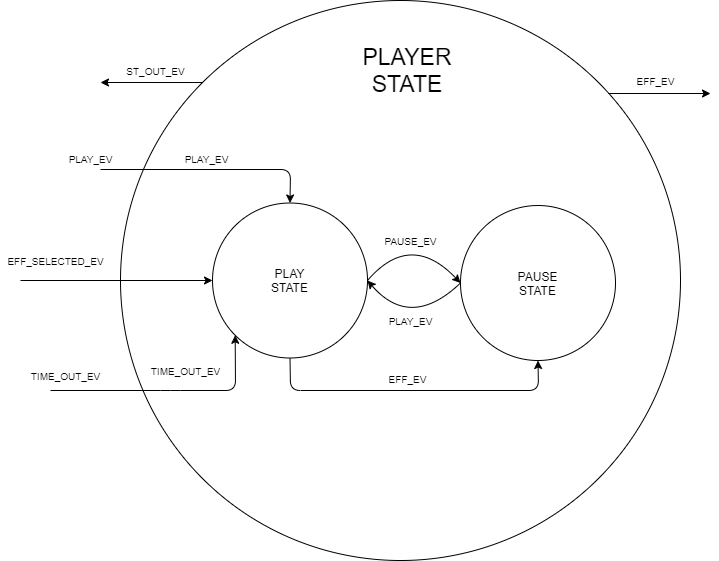 PLAYER
STATE
ST_OUT_EV
EFF_EV
PLAY_EV
PLAY_EV
PAUSE_EV
EFF_SELECTED_EV
PLAY
STATE
PAUSE
STATE
PLAY_EV
TIME_OUT_EV
TIME_OUT_EV
EFF_EV